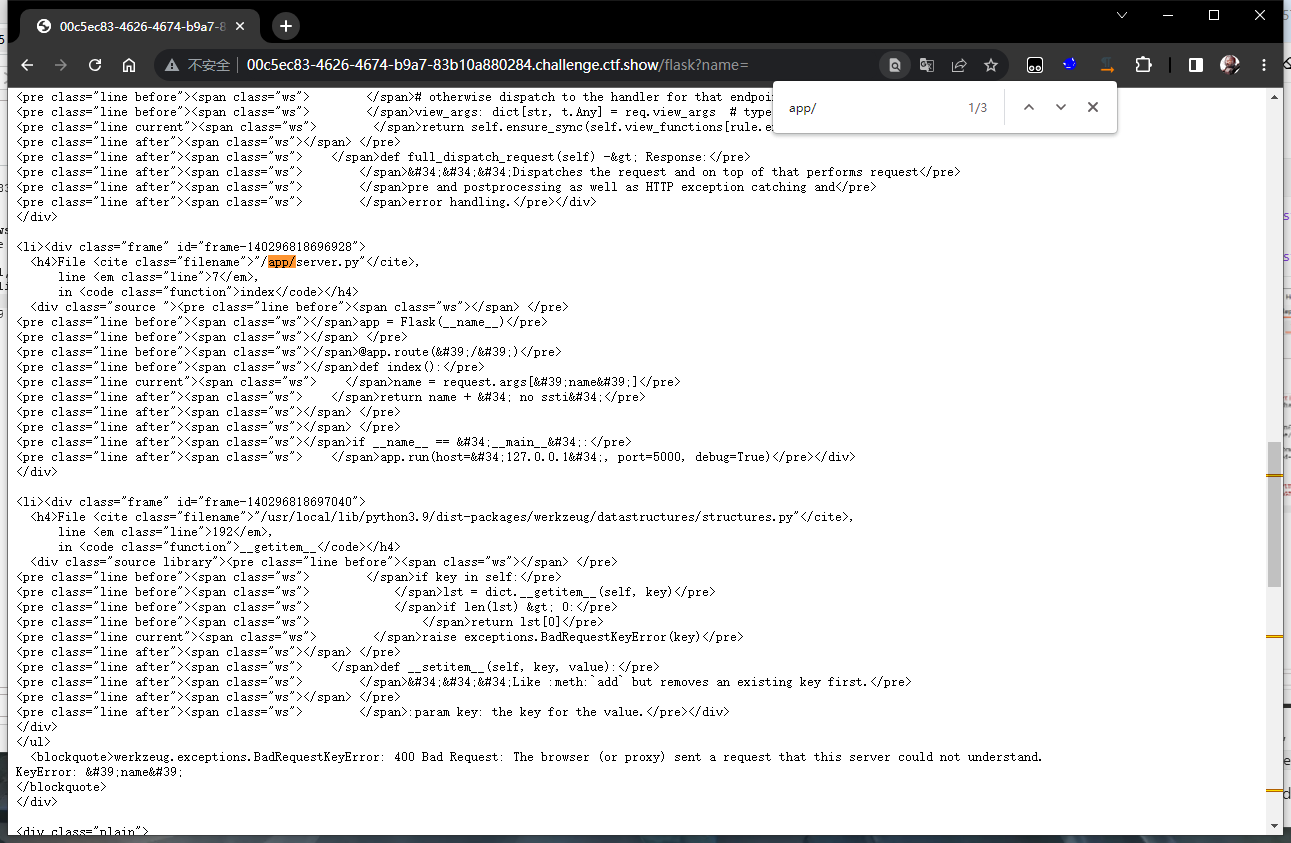 00c5ec83-4626-4674-b9a7-8
不安全 | 00c5ec83-4626-4674-b9a7-83b10a880284.challenge.ctf.show/flask?name=
app/ 1/3
<pre class="line before"><span class="ws">        </span># otherwise dispatch to the handler for that endpoi
<pre class="line before"><span class="ws">        </span>view_args: dict[str, t.Any] = req.view_args  # type
<pre class="line current"><span class="ws">        </span>return self.ensure_sync(self.view_functions[rule.e
<pre class="line after"><span class="ws"></span> </pre>
<pre class="line after"><span class="ws">    </span>def full_dispatch_request(self) -&gt; Response:</pre>
<pre class="line after"><span class="ws">        </span>&#34;&#34;&#34;Dispatches the request and on top of that performs request</pre>
<pre class="line after"><span class="ws">        </span>pre and postprocessing as well as HTTP exception catching and</pre>
<pre class="line after"><span class="ws">        </span>error handling.</pre></div>
</div>
<li><div class="frame" id="frame-140296818696928">
  <h4>File <cite class="filename">"/app/server.py"</cite>,
      line <em class="line">7</em>,
      in <code class="function">index</code></h4>
  <div class="source "><pre class="line before"><span class="ws"></span> </pre>
<pre class="line before"><span class="ws"></span>app = Flask(__name__)</pre>
<pre class="line before"><span class="ws"></span> </pre>
<pre class="line before"><span class="ws"></span>@app.route(&#39;/&#39;)</pre>
<pre class="line before"><span class="ws"></span>def index():</pre>
<pre class="line current"><span class="ws">    </span>name = request.args[&#39;name&#39;]</pre>
<pre class="line after"><span class="ws">    </span>return name + &#34; no ssti&#34;</pre>
<pre class="line after"><span class="ws"></span> </pre>
<pre class="line after"><span class="ws"></span> </pre>
<pre class="line after"><span class="ws"></span>if __name__ == &#34;__main__&#34;:</pre>
<pre class="line after"><span class="ws">    </span>app.run(host=&#34;127.0.0.1&#34;, port=5000, debug=True)</pre></div>
</div>
<li><div class="frame" id="frame-140296818697040">
  <h4>File <cite class="filename">"/usr/local/lib/python3.9/dist-packages/werkzeug/datastructures/structures.py"</cite>,
      line <em class="line">192</em>,
      in <code class="function">__getitem__</code></h4>
  <div class="source library"><pre class="line before"><span class="ws"></span> </pre>
<pre class="line before"><span class="ws">        </span>if key in self:</pre>
<pre class="line before"><span class="ws">            </span>lst = dict.__getitem__(self, key)</pre>
<pre class="line before"><span class="ws">            </span>if len(lst) &gt; 0:</pre>
<pre class="line before"><span class="ws">                </span>return lst[0]</pre>
<pre class="line current"><span class="ws">        </span>raise exceptions.BadRequestKeyError(key)</pre>
<pre class="line after"><span class="ws"></span> </pre>
<pre class="line after"><span class="ws">    </span>def __setitem__(self, key, value):</pre>
<pre class="line after"><span class="ws">        </span>&#34;&#34;&#34;Like :meth:`add` but removes an existing key first.</pre>
<pre class="line after"><span class="ws"></span> </pre>
<pre class="line after"><span class="ws">        </span>:param key: the key for the value.</pre></div>
</div>
</ul>
  <blockquote>werkzeug.exceptions.BadRequestKeyError: 400 Bad Request: The browser (or proxy) sent a request that this server could not understand.
KeyError: &#39;name&#39;
</blockquote>
</div>
<div class="plain">